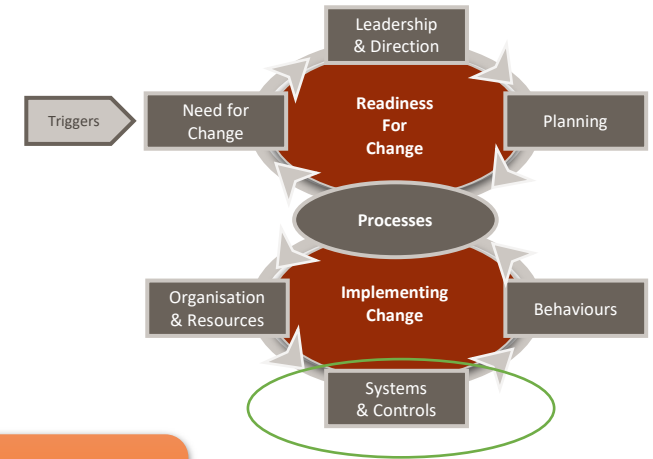 Leadership
& Direction
Triggers
Need for
Change
Readiness
For
Change
Planning
Processes
Organisation
& Resources
Implementing
Change
Behaviours
Systems
& Controls